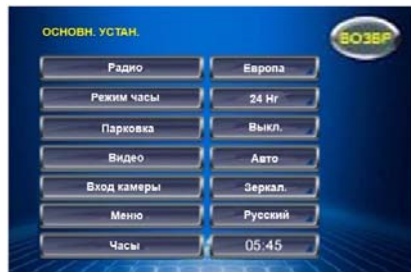 ОСНОВН. УСТАН.
ВОЗВР
Радио Европа
Режим часы 24 Hr
Парковка Выкл.
Видео Авто
Вход камеры Зеркал.
Меню Русский
Часы 05:45